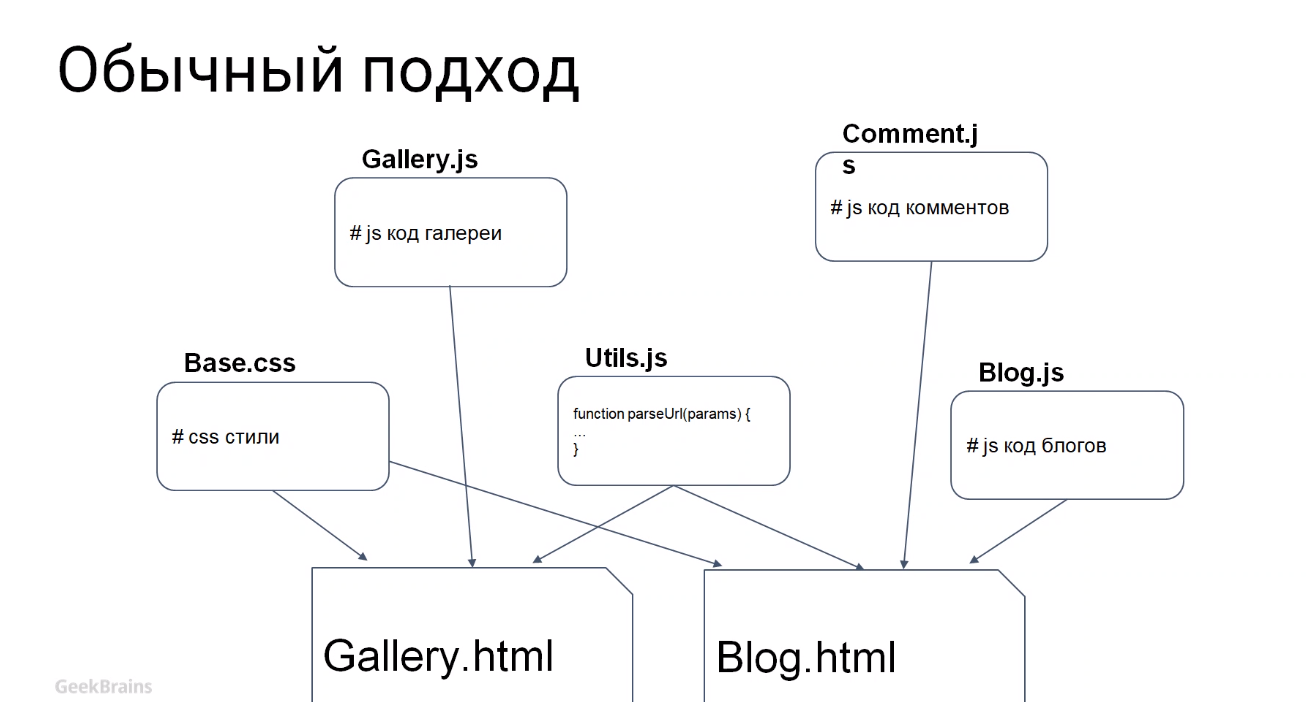 Обычный подход
Comment.j
s
Gallery.js
# js код комментов
# js код галереи
Base.css
Utils.js
Blog.js
function parseUrl(params) {
...
}
# css стили
# js код блогов
Gallery.html
Blog.html
GeekBrains